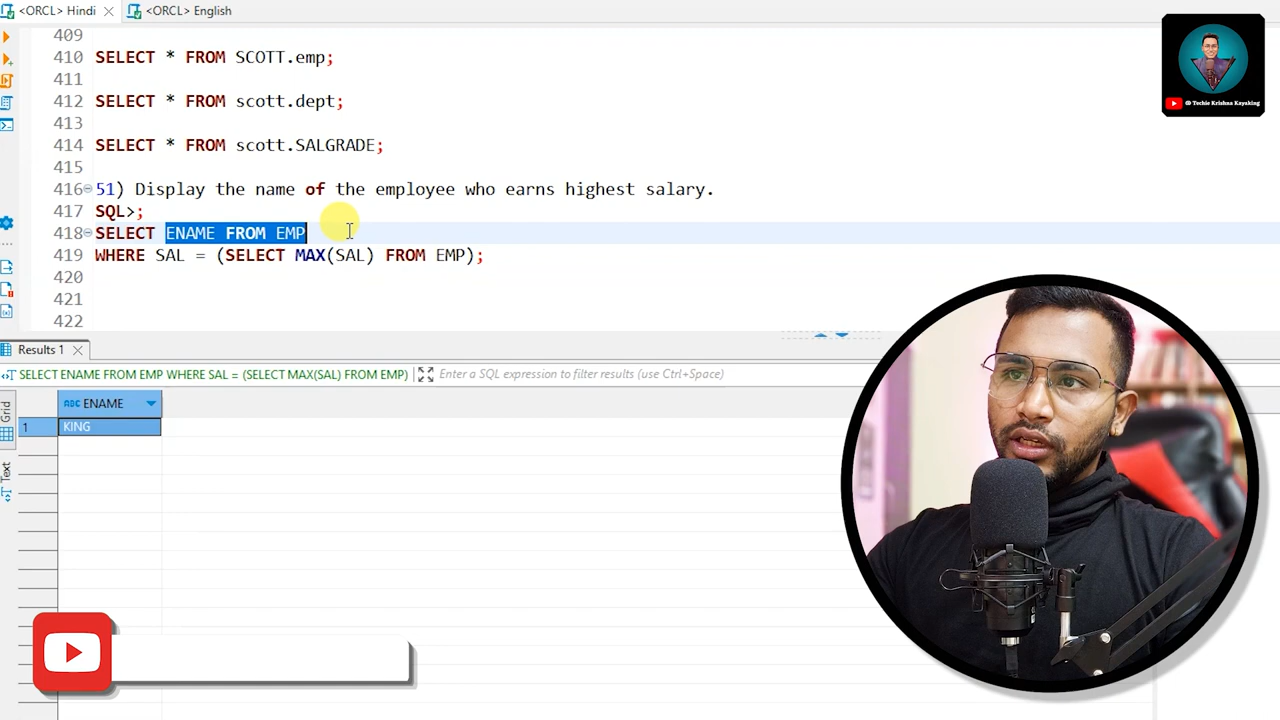 <ORCL> Hindi
<ORCL> English
409
410 SELECT * FROM SCOTT.emp;
411
412 SELECT * FROM scott.dept;
413
414 SELECT * FROM scott.SALGRADE;
415
416 51) Display the name of the employee who earns highest salary.
417 SQL>;
418 SELECT ENAME FROM EMP
419 WHERE SAL = (SELECT MAX(SAL) FROM EMP);
420
421
422
Techie Krishna Kayaking
Results 1
SELECT ENAME FROM EMP WHERE SAL = (SELECT MAX(SAL) FROM EMP)
Enter a SQL expression to filter results (use Ctrl+Space)
Grid
Text
ABC ENAME
1 KING